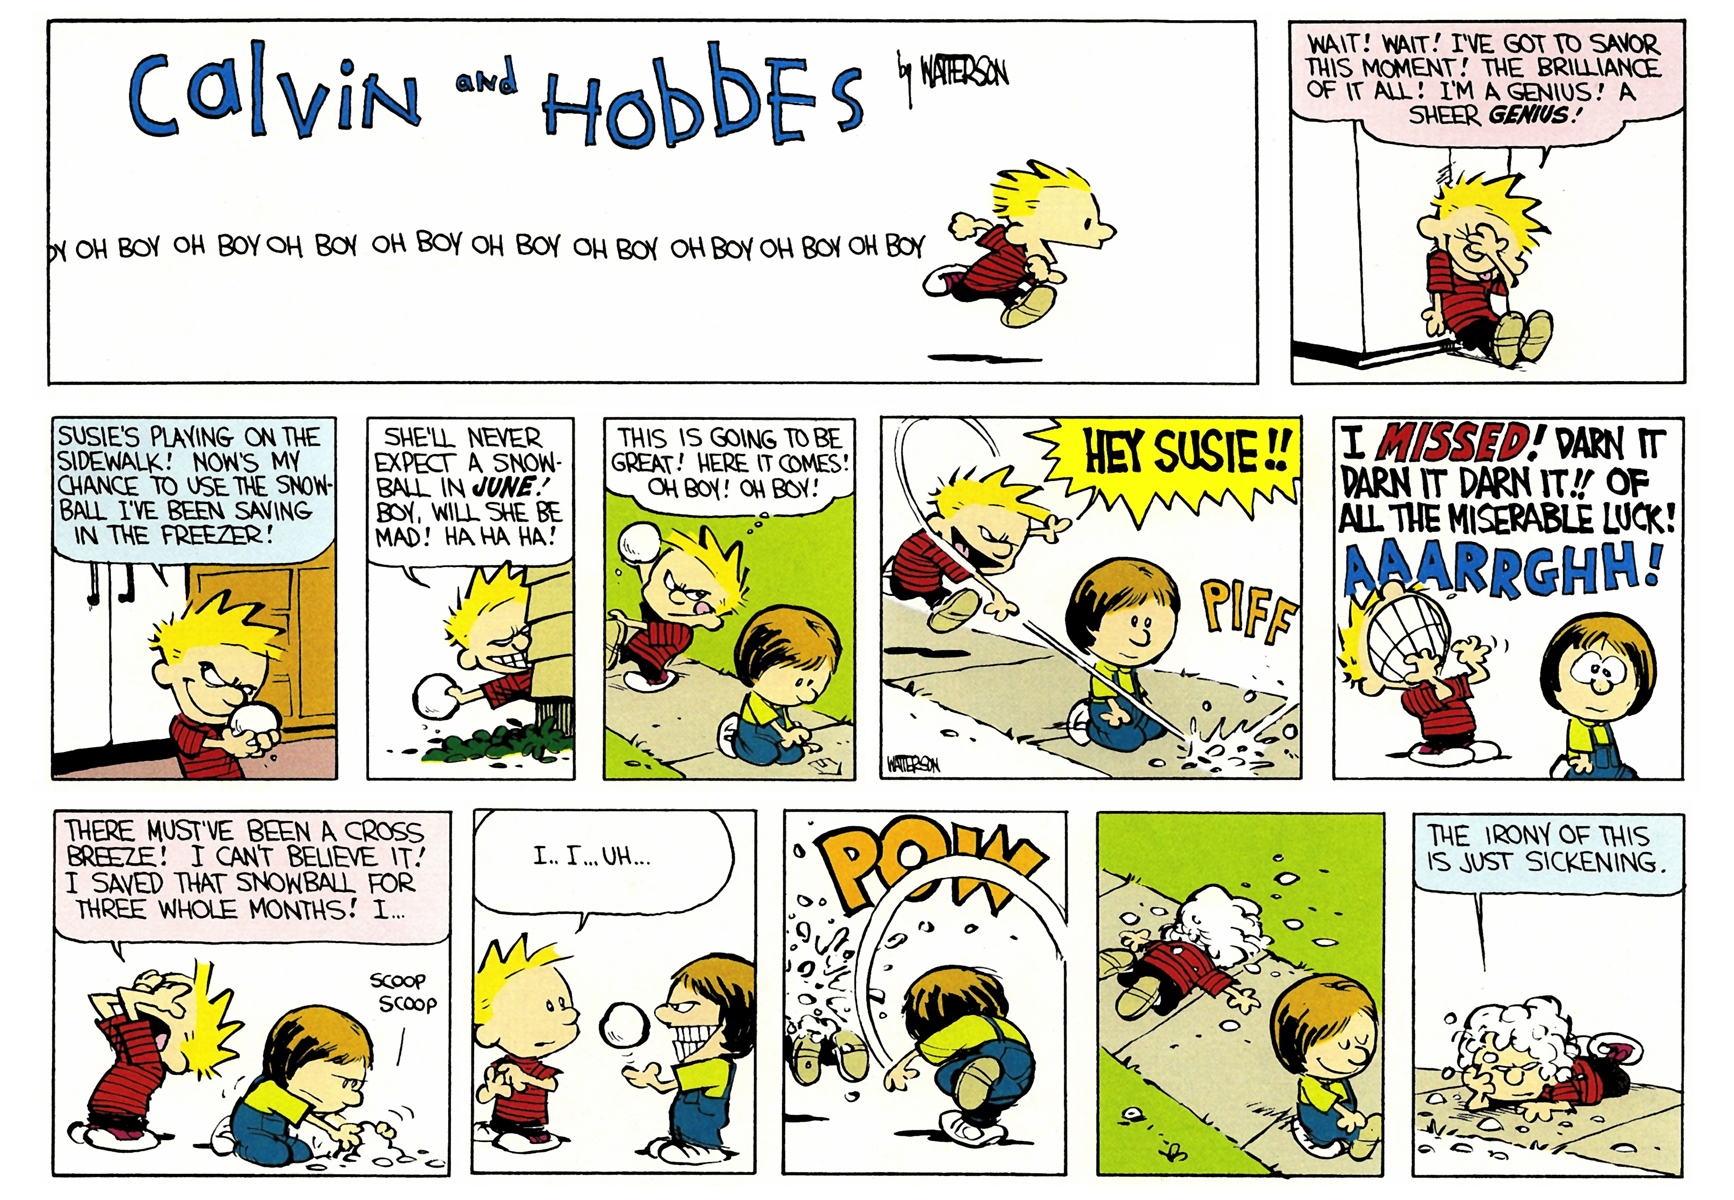 Calvin and HobbEs
by WATTERSON
OY OH BOY OH BOY OH BOY OH BOY OH BOY OH BOY OH BOY OH BOY OH BOY
WAIT! WAIT! I'VE GOT TO SAVOR
THIS MOMENT! THE BRILLIANCE
OF IT ALL! I'M A GENIUS! A
SHEER GENIUS!
SUSIE'S PLAYING ON THE
SIDEWALK! NOW'S MY
CHANCE TO USE THE SNOW-
BALL I'VE BEEN SAVING
IN THE FREEZER!
SHE'LL NEVER
EXPECT A SNOW-
BALL IN JUNE!
BOY, WILL SHE BE
MAD! HA HA HA!
THIS IS GOING TO BE
GREAT! HERE IT COMES!
OH BOY! OH BOY!
HEY SUSIE!!
PIFF
WATTERSON
I MISSED! DARN IT
DARN IT DARN IT!! OF
ALL THE MISERABLE LUCK!
AAARRGHH!
THERE MUST'VE BEEN A CROSS
BREEZE! I CAN'T BELIEVE IT!
I SAVED THAT SNOWBALL FOR
THREE WHOLE MONTHS! I...
SCOOP
SCOOP
I.. I... UH...
POW
THE IRONY OF THIS
IS JUST SICKENING.